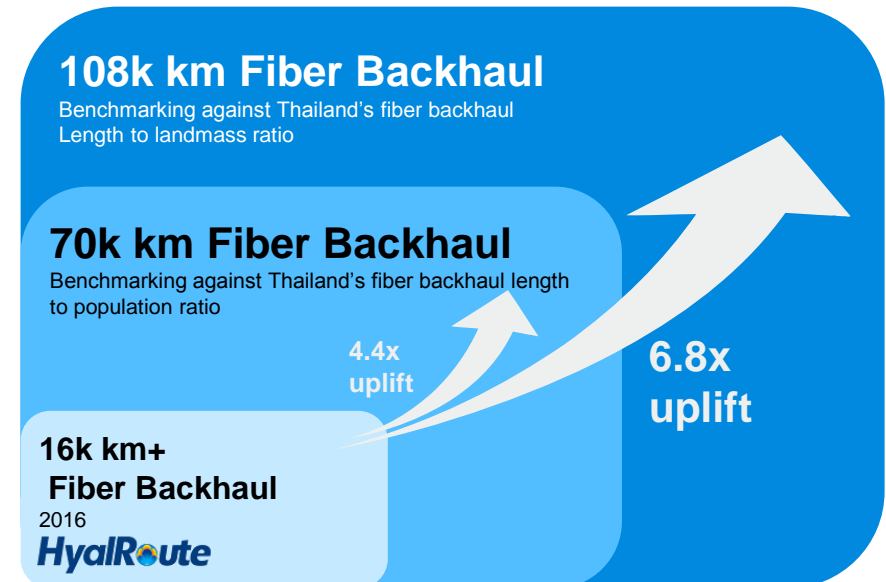 108k km Fiber Backhaul
Benchmarking against Thailand’s fiber backhaul
Length to landmass ratio
70k km Fiber Backhaul
Benchmarking against Thailand’s fiber backhaul length
to population ratio
4.4x
uplift
6.8x
uplift
16k km+
Fiber Backhaul
2016
HyalRoute